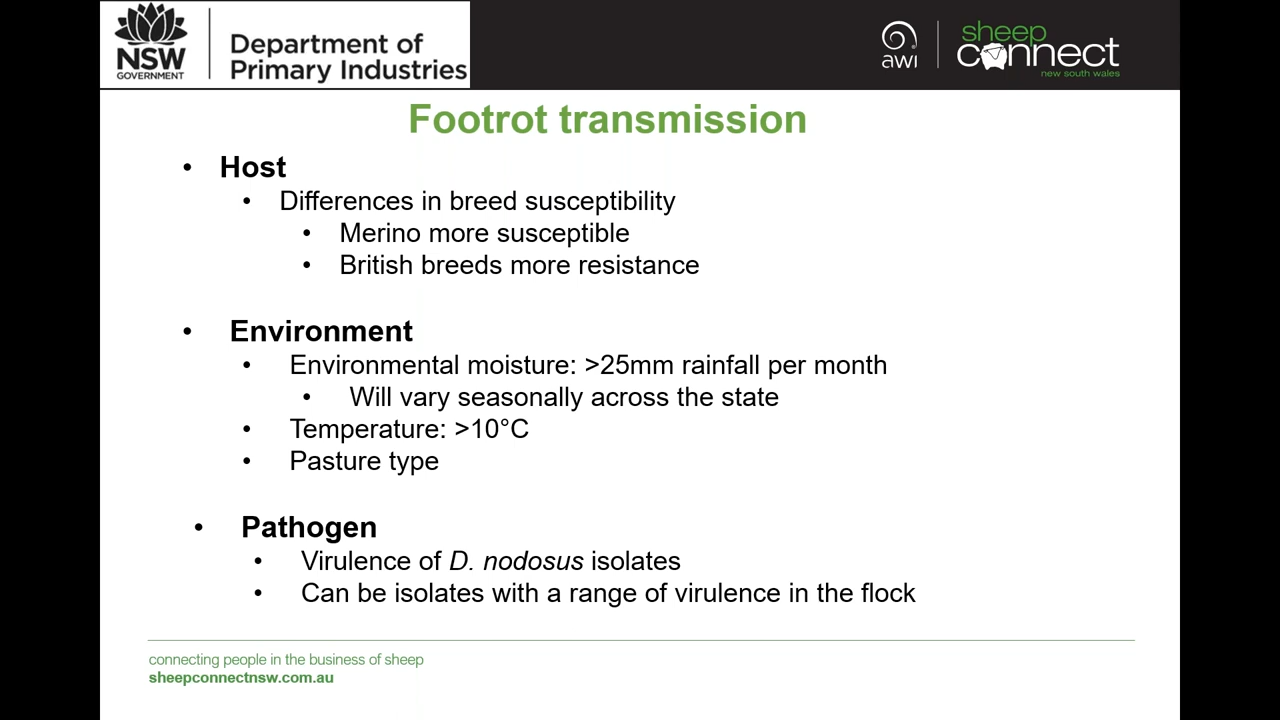 NSW
GOVERNMENT
Department of
Primary Industries
awi
sheep
connect
new south wales
Footrot transmission
• Host
• Differences in breed susceptibility
• Merino more susceptible
• British breeds more resistance
• Environment
• Environmental moisture: >25mm rainfall per month
• Will vary seasonally across the state
• Temperature: >10°C
• Pasture type
• Pathogen
• Virulence of D. nodosus isolates
• Can be isolates with a range of virulence in the flock
connecting people in the business of sheep
sheepconnectnsw.com.au